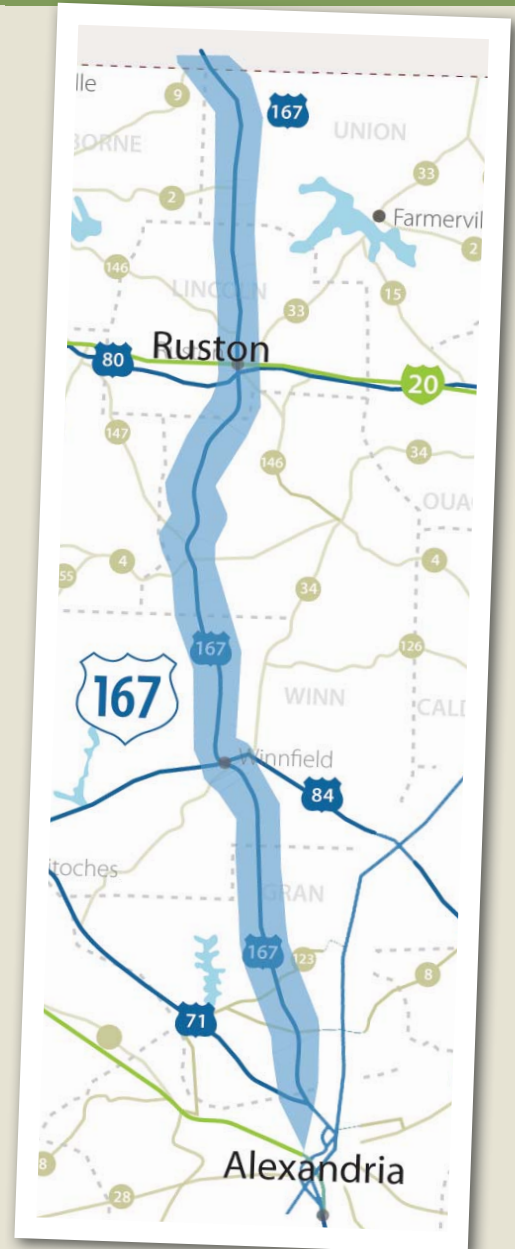 lle
9
167
BORNE
UNION
33
2
Farmervil
2
146
LINCOLN
15
33
Ruston
80
20
147
34
146
OUA
4
4
55
34
167
126
167
WINN
CALD
Winnfield
84
itoches
GRAN
167
123
8
71
Alexandria
8
28